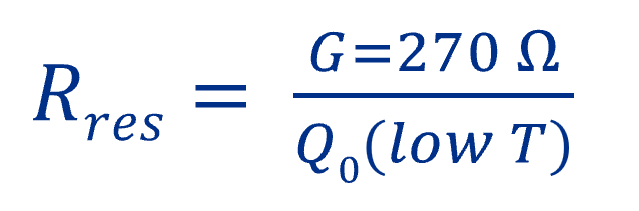 R_res = G=270 Ω / Q_0(low T)